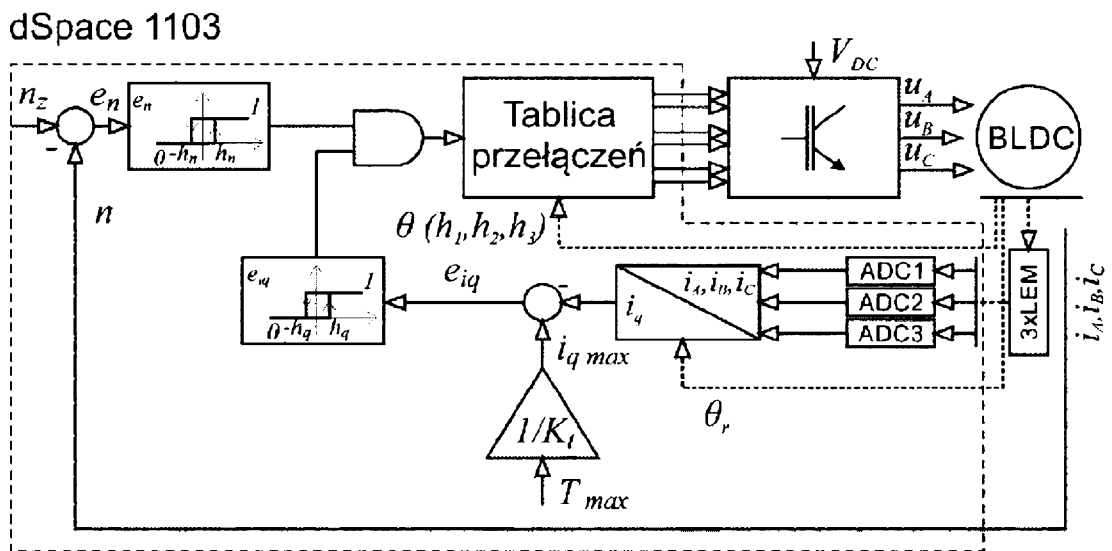 dSpace 1103
n_z
e_n
e_n
1
0
-h_n
h_n
-
n
Tablica
przełączeń
V_DC
u_A
u_B
u_C
BLDC
θ (h_1,h_2,h_3)
e_iq
1
0
-h_q
h_q
e_iq
-
i_A,i_B,i_C
i_q
ADC1
ADC2
ADC3
3xLEM
i_A,i_B,i_C
i_q max
θ_r
1/K_t
T_max